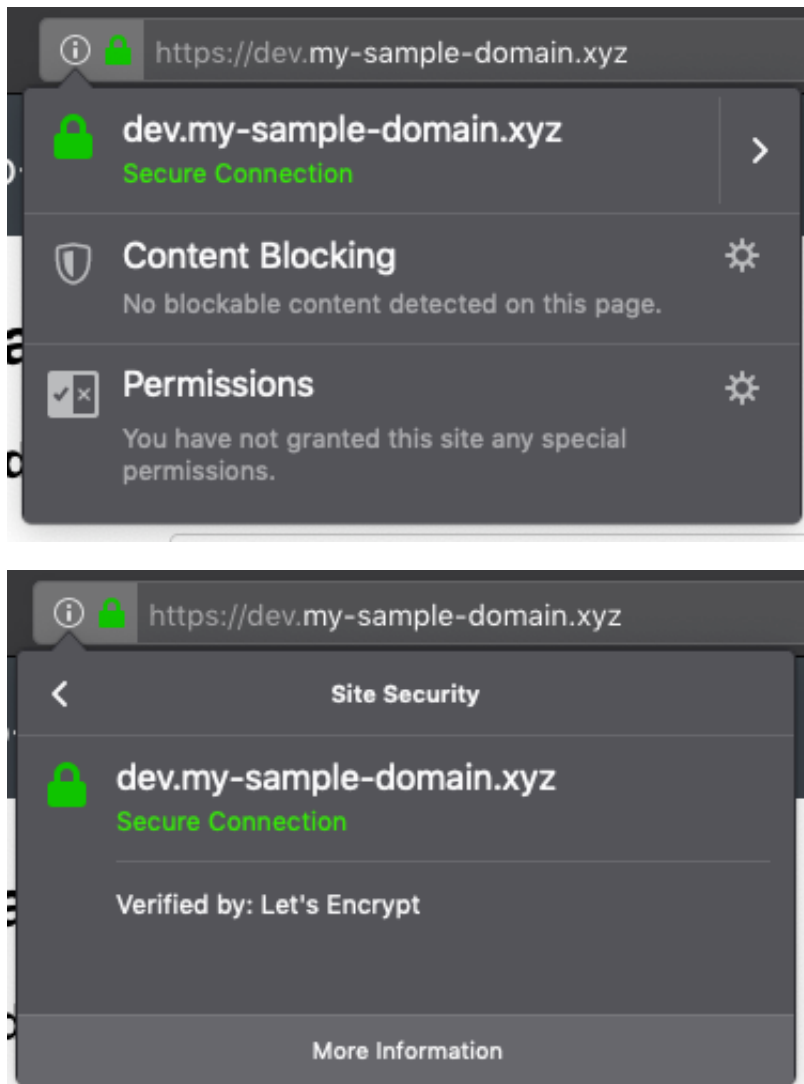 https://dev.my-sample-domain.xyz
dev.my-sample-domain.xyz
Secure Connection
Content Blocking
No blockable content detected on this page.
Permissions
You have not granted this site any special
permissions.
https://dev.my-sample-domain.xyz
Site Security
dev.my-sample-domain.xyz
Secure Connection
Verified by: Let's Encrypt
More Information